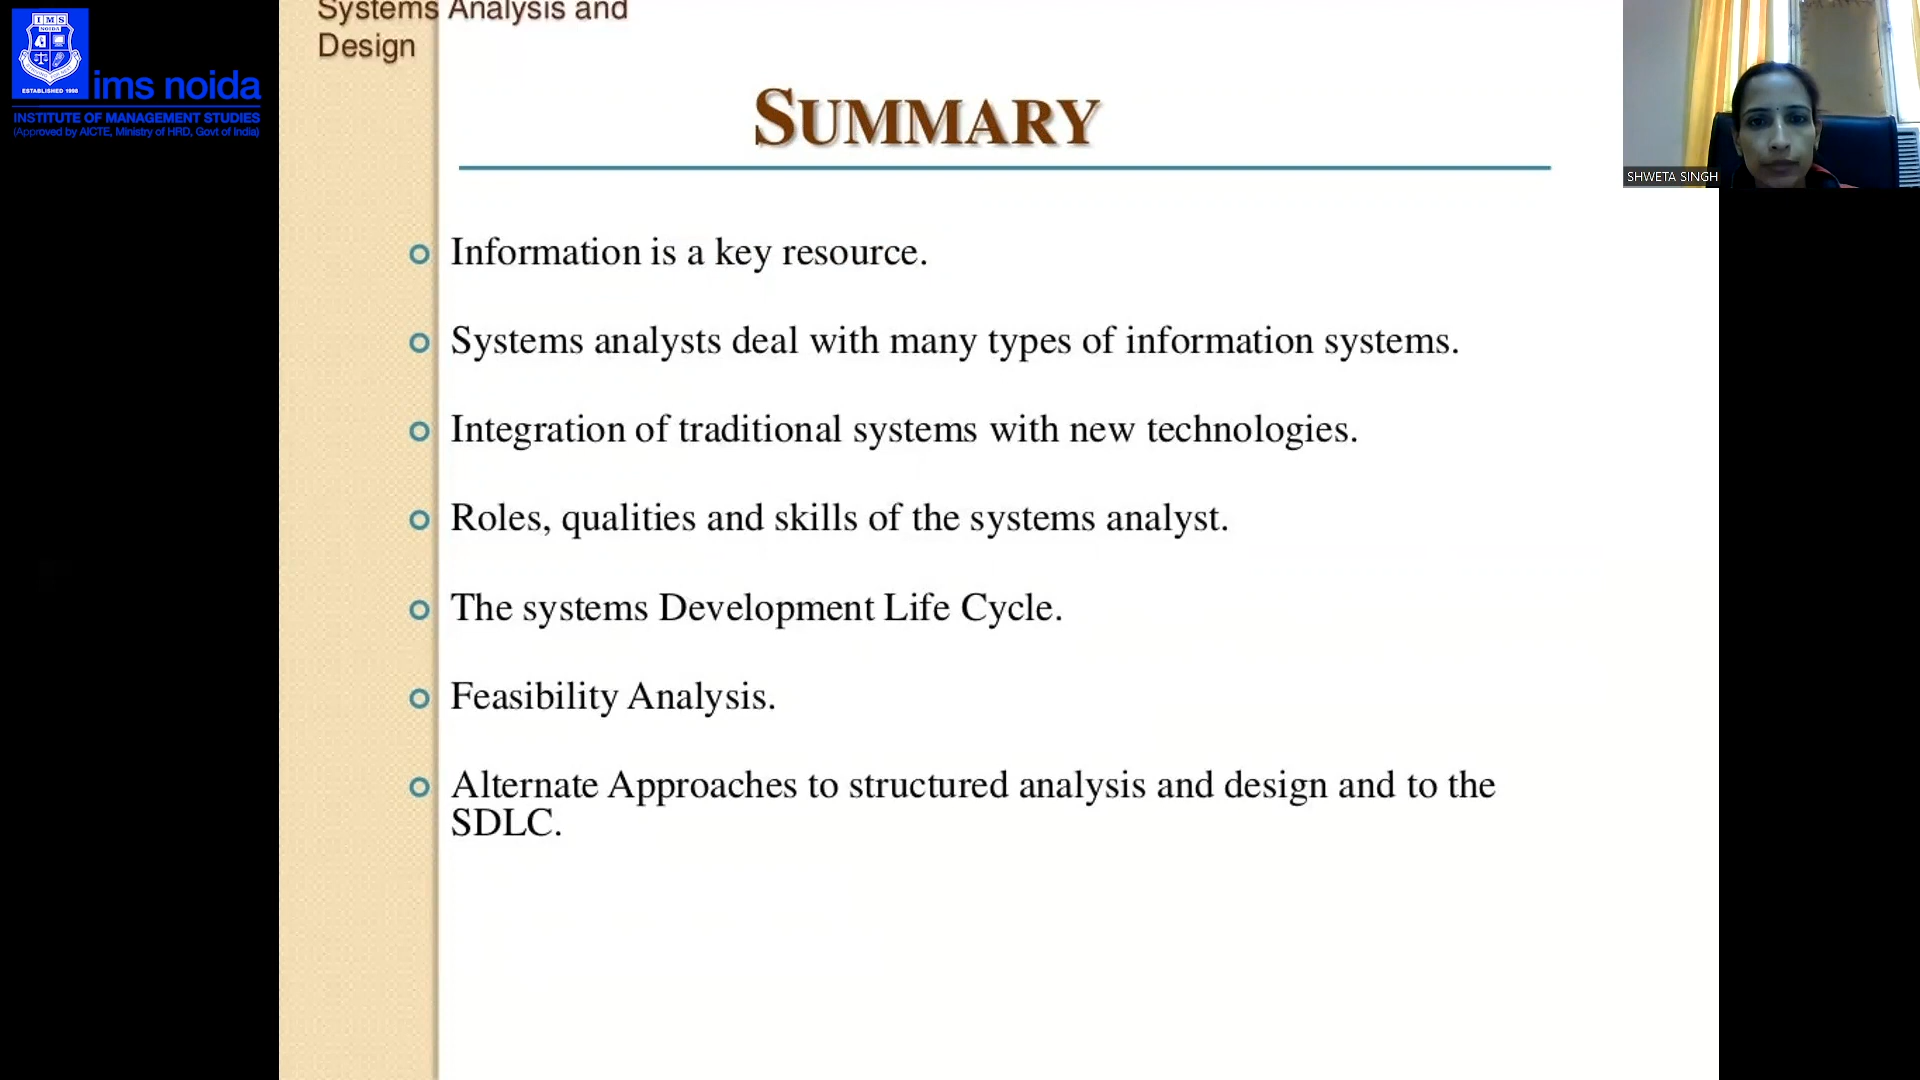 Systems Analysis and
Design
IMS
NOIDA
ESTABLISHED 1998
ims noida
INSTITUTE OF MANAGEMENT STUDIES
(Approved by AICTE, Ministry of HRD, Govt of India)
SUMMARY
SHWETA SINGH
Information is a key resource.
Systems analysts deal with many types of information systems.
Integration of traditional systems with new technologies.
Roles, qualities and skills of the systems analyst.
The systems Development Life Cycle.
Feasibility Analysis.
Alternate Approaches to structured analysis and design and to the
SDLC.